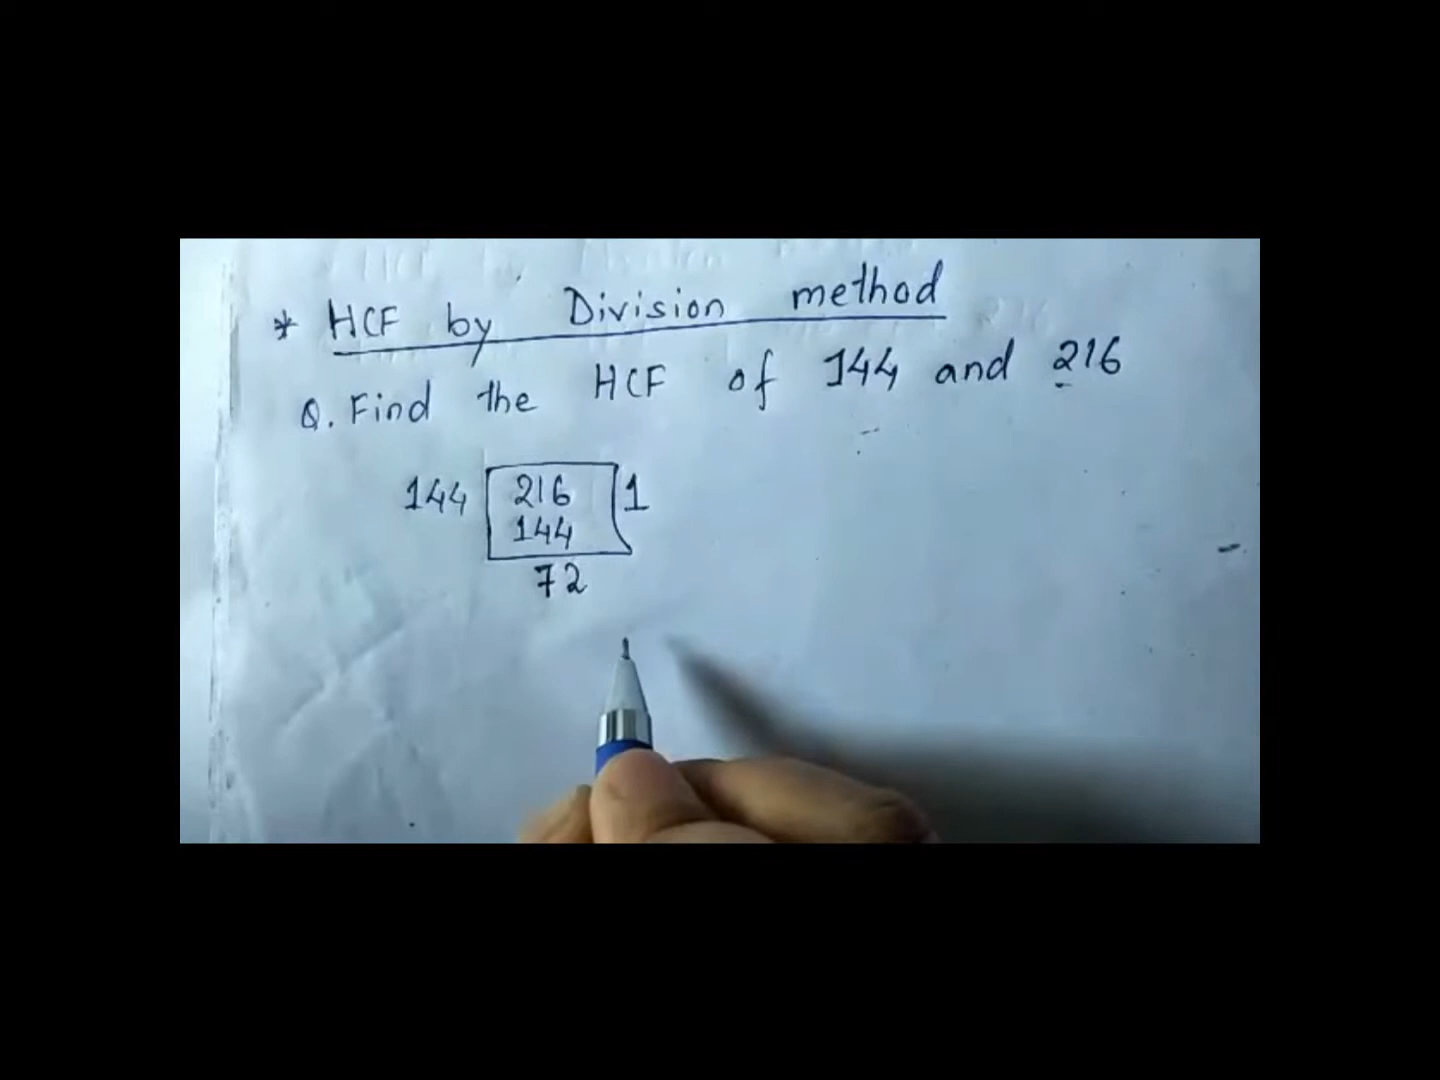 * HCF by Division method
Q. Find the HCF of 144 and 216
144 216 1
144
72